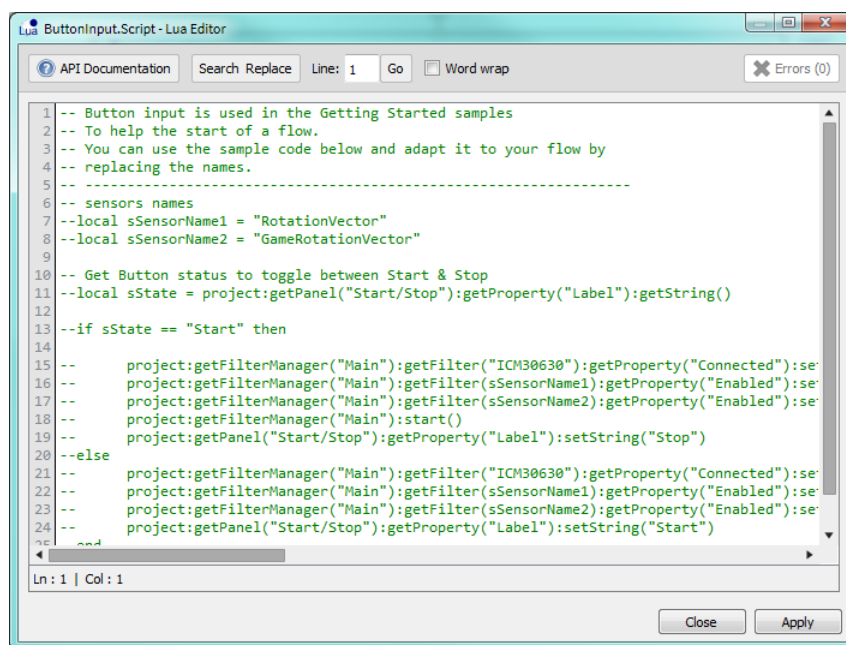 Lua ButtonInput.Script - Lua Editor
API Documentation Search Replace Line: 1 Go Word wrap Errors (0)
1 -- Button input is used in the Getting Started samples
2 -- To help the start of a flow.
3 -- You can use the sample code below and adapt it to your flow by
4 -- replacing the names.
5 -- ------------------------------------------------------------------
6 -- sensors names
7 --local sSensorName1 = "RotationVector"
8 --local sSensorName2 = "GameRotationVector"
9
10 -- Get Button status to toggle between Start & Stop
11 --local sState = project:getPanel("Start/Stop"):getProperty("Label"):getString()
12
13 --if sState == "Start" then
14
15 -- project:getFilterManager("Main"):getFilter("ICM30630"):getProperty("Connected"):se
16 -- project:getFilterManager("Main"):getFilter(sSensorName1):getProperty("Enabled"):se
17 -- project:getFilterManager("Main"):getFilter(sSensorName2):getProperty("Enabled"):se
18 -- project:getFilterManager("Main"):start()
19 -- project:getPanel("Start/Stop"):getProperty("Label"):setString("Stop")
20 --else
21 -- project:getFilterManager("Main"):getFilter("ICM30630"):getProperty("Connected"):se
22 -- project:getFilterManager("Main"):getFilter(sSensorName1):getProperty("Enabled"):se
23 -- project:getFilterManager("Main"):getFilter(sSensorName2):getProperty("Enabled"):se
24 -- project:getPanel("Start/Stop"):getProperty("Label"):setString("Start")
25 --end
Ln : 1 | Col : 1
Close Apply